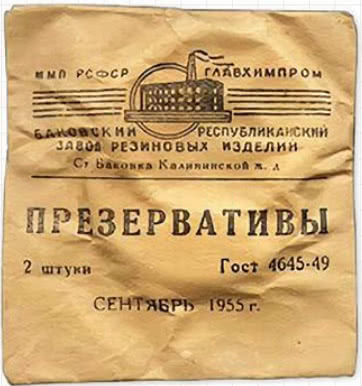 ММП РСФСР ГЛАВХИМПРОМ
БАКОВСКИЙ РЕСПУБЛИКАНСКИЙ
ЗАВОД РЕЗИНОВЫХ ИЗДЕЛИЙ
Ст Баковка Калининской ж. д
ПРЕЗЕРВАТИВЫ
2 штуки Гост 4645-49
СЕНТЯБРЬ 1955 г.